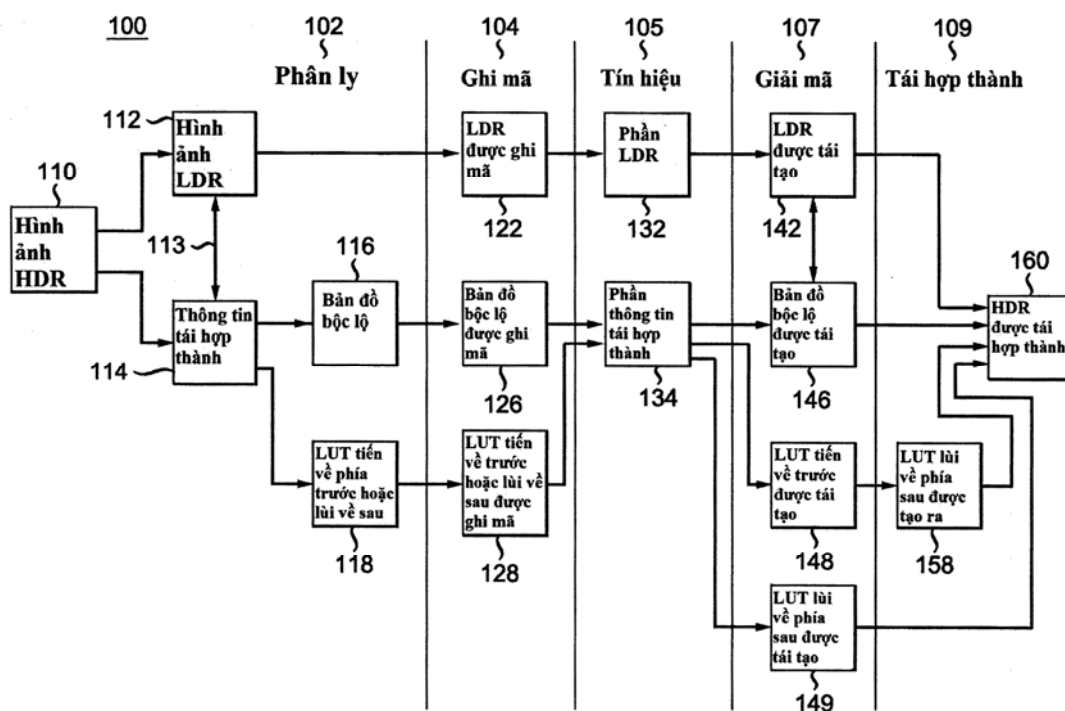 100
102
104
105
107
109
Phân ly
Ghi mã
Tín hiệu
Giải mã
Tái hợp thành
112
Hình
ảnh
LDR
LDR
được ghi
mã
122
Phần
LDR
132
LDR
được tái
tạo
142
110
Hình
ảnh
HDR
113
114
Thông tin
tái hợp
thành
116
Bản đồ
bộc lộ
Bản đồ
bộc lộ
được ghi
mã
126
Phần
thông tin
tái hợp
thành
134
Bản đồ
bộc lộ
được tái
tạo
146
160
HDR
được tái
hợp thành
LUT tiến
về phía
trước hoặc
lùi về sau
118
LUT tiến
về trước
hoặc lùi về
sau được
ghi mã
128
LUT tiến
về trước
được tái
tạo
148
LUT lùi
về phía
sau được
tạo ra
158
LUT lùi
về phía
sau được
tái tạo
149